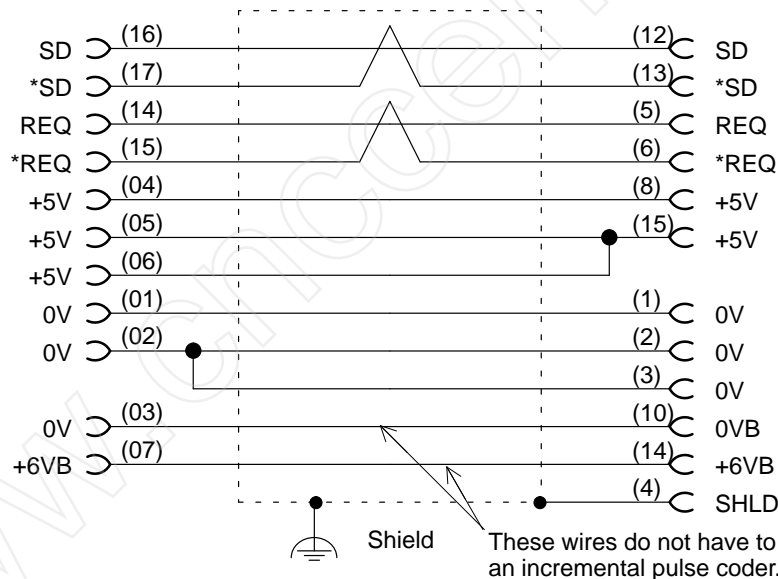 SD (16) (12) SD
*SD (17) (13) *SD
REQ (14) (5) REQ
*REQ (15) (6) *REQ
+5V (04) (8) +5V
+5V (05) (15) +5V
+5V (06)
0V (01) (1) 0V
0V (02) (2) 0V
(3) 0V
0V (03) (10) 0VB
+6VB (07) (14) +6VB
(4) SHLD
Shield
These wires do not have to
an incremental pulse coder.